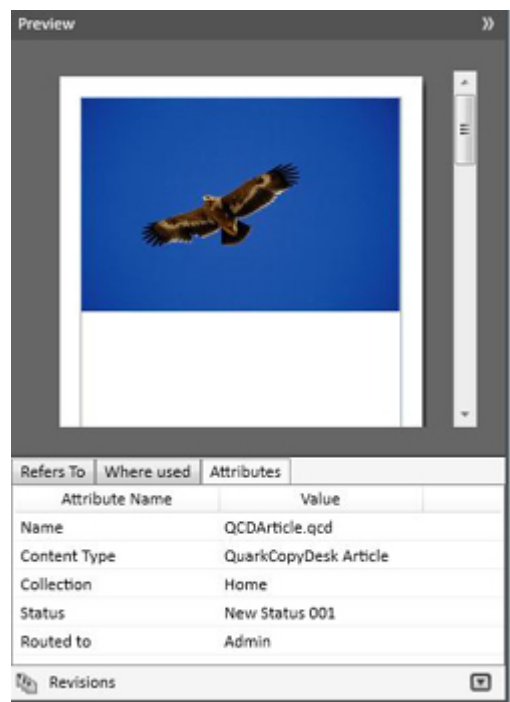 Preview
Refers To Where used Attributes
Attribute Name Value
Name QCDArticle.qcd
Content Type QuarkCopyDesk Article
Collection Home
Status New Status 001
Routed to Admin
Revisions